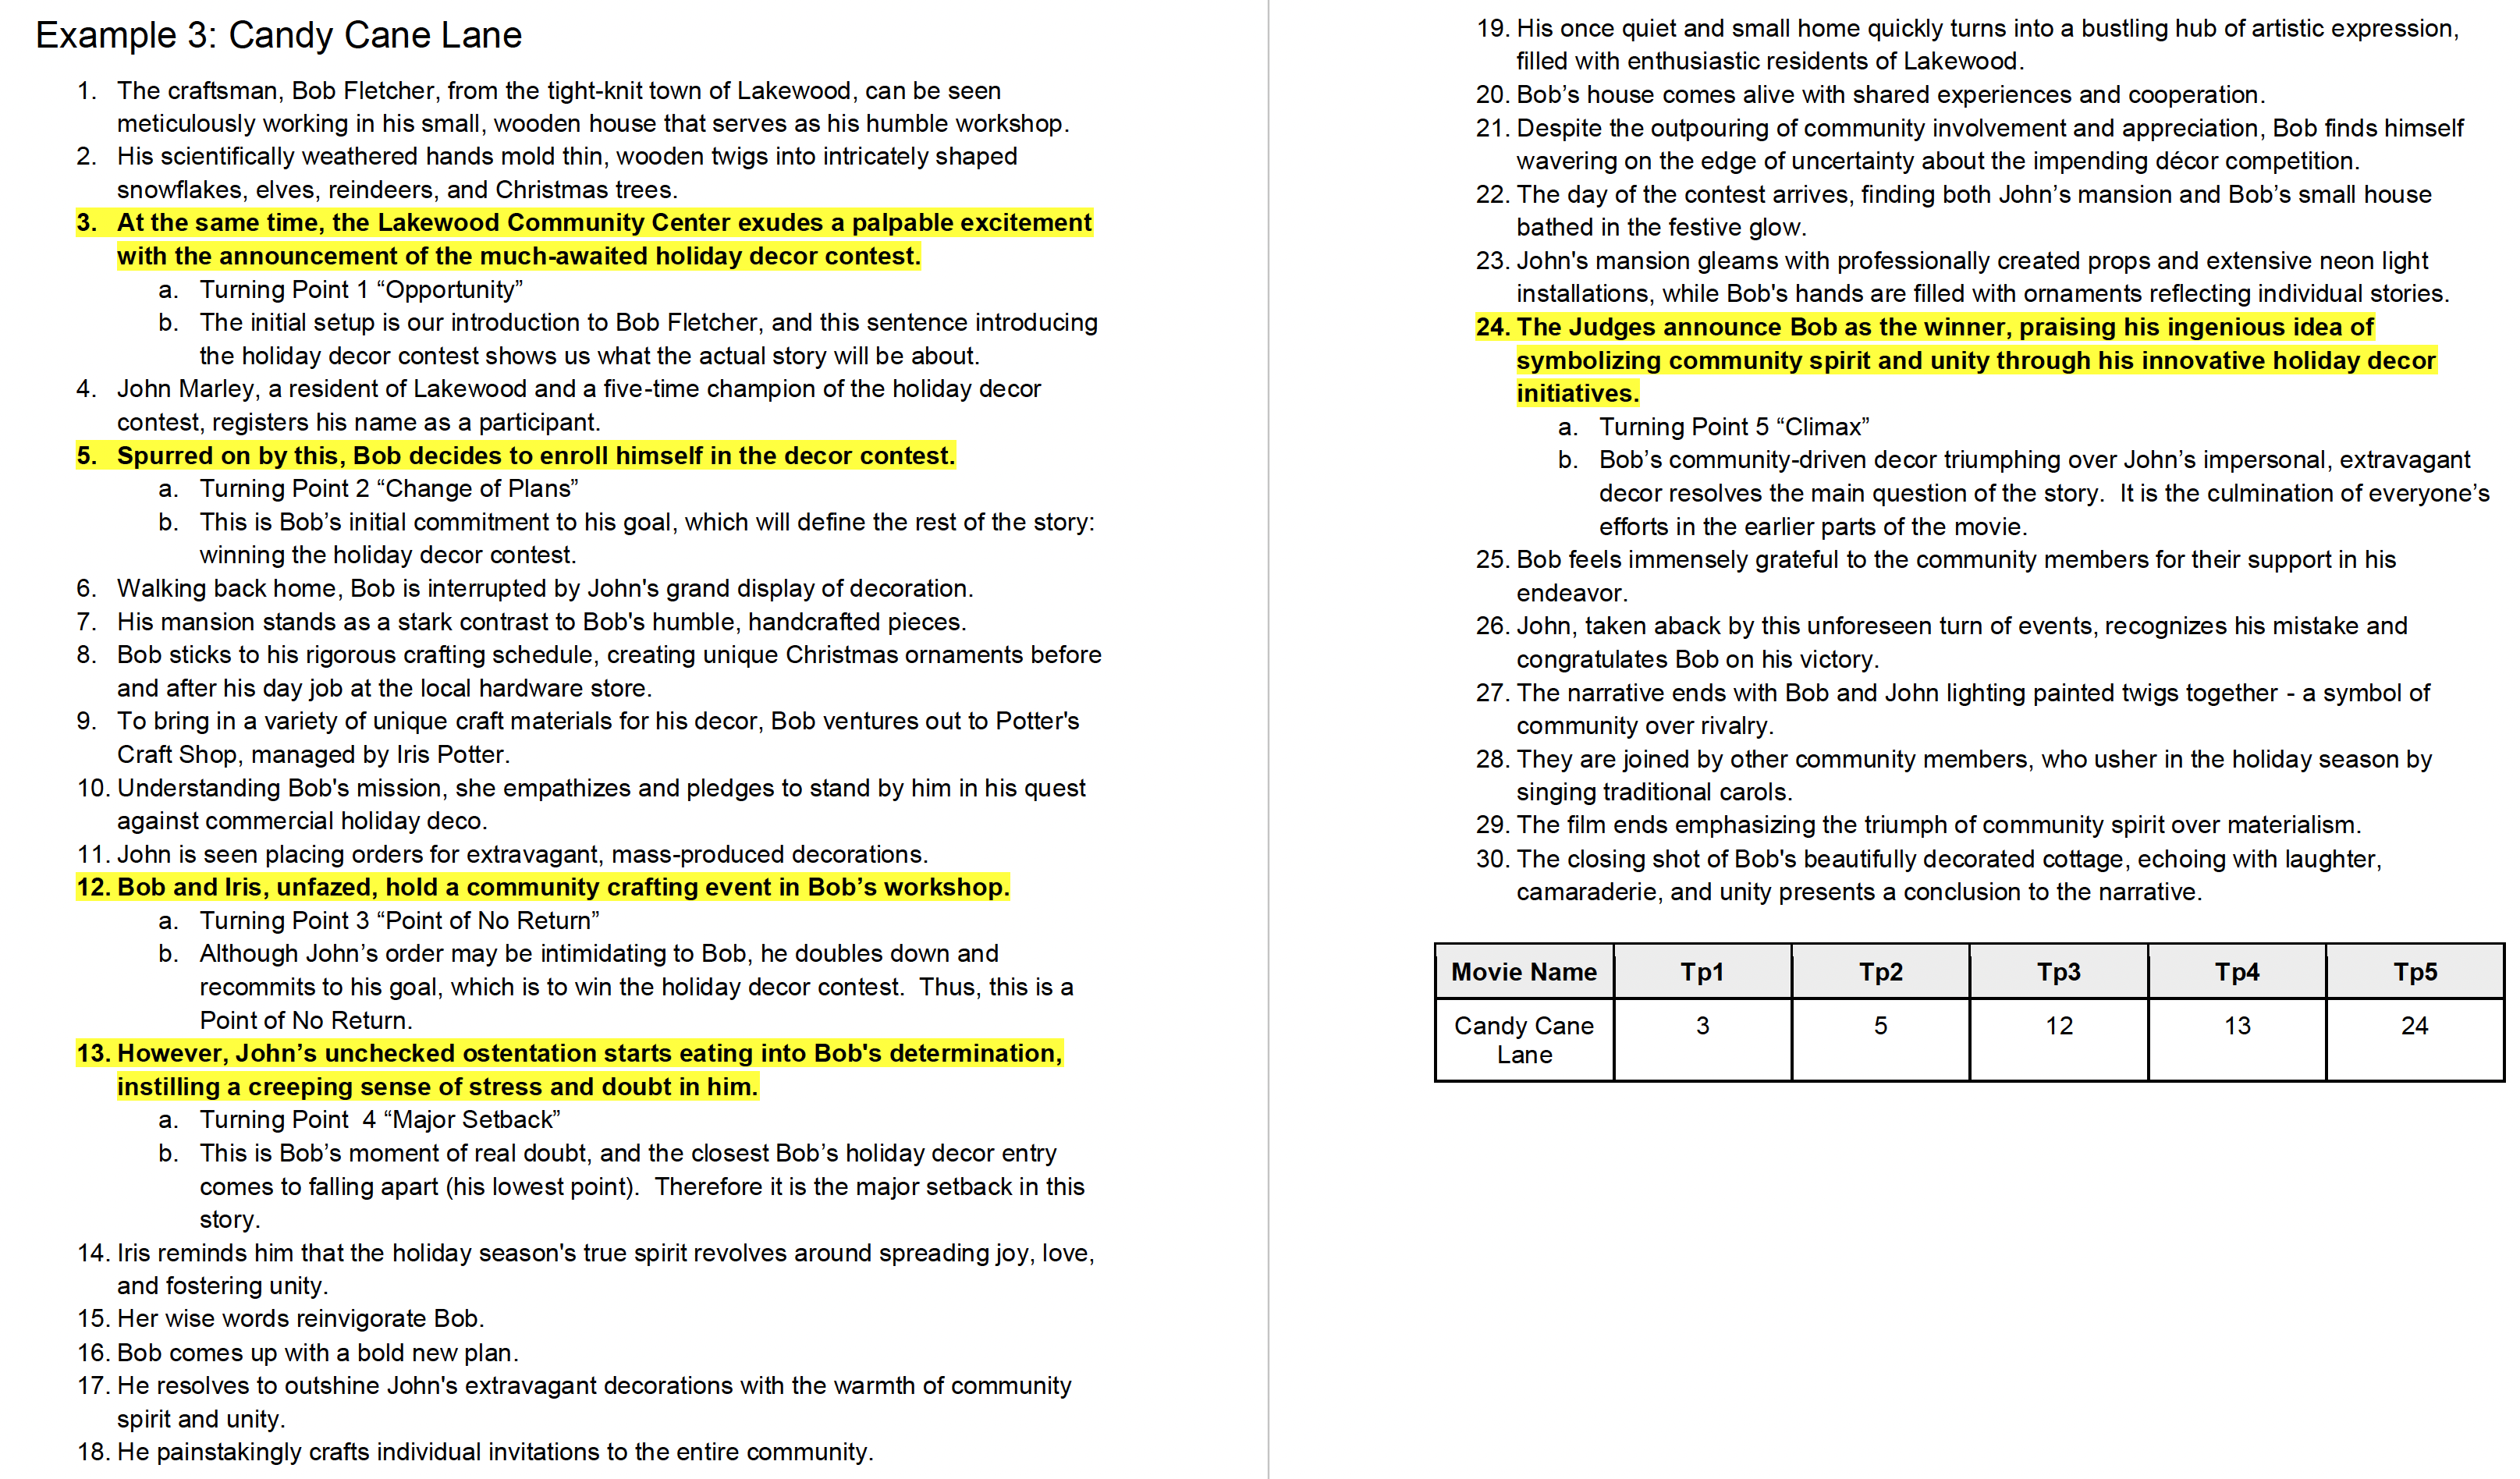 Example 3: Candy Cane Lane
1. The craftsman, Bob Fletcher, from the tight-knit town of Lakewood, can be seen
meticulously working in his small, wooden house that serves as his humble workshop.
2. His scientifically weathered hands mold thin, wooden twigs into intricately shaped
snowflakes, elves, reindeers, and Christmas trees.
3. At the same time, the Lakewood Community Center exudes a palpable excitement
with the announcement of the much-awaited holiday decor contest.
a. Turning Point 1 “Opportunity”
b. The initial setup is our introduction to Bob Fletcher, and this sentence introducing
the holiday decor contest shows us what the actual story will be about.
4. John Marley, a resident of Lakewood and a five-time champion of the holiday decor
contest, registers his name as a participant.
5. Spurred on by this, Bob decides to enroll himself in the decor contest.
a. Turning Point 2 “Change of Plans”
b. This is Bob’s initial commitment to his goal, which will define the rest of the story:
winning the holiday decor contest.
6. Walking back home, Bob is interrupted by John's grand display of decoration.
7. His mansion stands as a stark contrast to Bob's humble, handcrafted pieces.
8. Bob sticks to his rigorous crafting schedule, creating unique Christmas ornaments before
and after his day job at the local hardware store.
9. To bring in a variety of unique craft materials for his decor, Bob ventures out to Potter's
Craft Shop, managed by Iris Potter.
10. Understanding Bob's mission, she empathizes and pledges to stand by him in his quest
against commercial holiday deco.
11. John is seen placing orders for extravagant, mass-produced decorations.
12. Bob and Iris, unfazed, hold a community crafting event in Bob’s workshop.
a. Turning Point 3 “Point of No Return”
b. Although John’s order may be intimidating to Bob, he doubles down and
recommits to his goal, which is to win the holiday decor contest. Thus, this is a
Point of No Return.
13. However, John’s unchecked ostentation starts eating into Bob's determination,
instilling a creeping sense of stress and doubt in him.
a. Turning Point 4 “Major Setback”
b. This is Bob’s moment of real doubt, and the closest Bob’s holiday decor entry
comes to falling apart (his lowest point). Therefore it is the major setback in this
story.
14. Iris reminds him that the holiday season's true spirit revolves around spreading joy, love,
and fostering unity.
15. Her wise words reinvigorate Bob.
16. Bob comes up with a bold new plan.
17. He resolves to outshine John's extravagant decorations with the warmth of community
spirit and unity.
18. He painstakingly crafts individual invitations to the entire community.
19. His once quiet and small home quickly turns into a bustling hub of artistic expression,
filled with enthusiastic residents of Lakewood.
20. Bob’s house comes alive with shared experiences and cooperation.
21. Despite the outpouring of community involvement and appreciation, Bob finds himself
wavering on the edge of uncertainty about the impending décor competition.
22. The day of the contest arrives, finding both John’s mansion and Bob’s small house
bathed in the festive glow.
23. John's mansion gleams with professionally created props and extensive neon light
installations, while Bob's hands are filled with ornaments reflecting individual stories.
24. The Judges announce Bob as the winner, praising his ingenious idea of
symbolizing community spirit and unity through his innovative holiday decor
initiatives.
a. Turning Point 5 “Climax”
b. Bob’s community-driven decor triumphing over John’s impersonal, extravagant
decor resolves the main question of the story. It is the culmination of everyone’s
efforts in the earlier parts of the movie.
25. Bob feels immensely grateful to the community members for their support in his
endeavor.
26. John, taken aback by this unforeseen turn of events, recognizes his mistake and
congratulates Bob on his victory.
27. The narrative ends with Bob and John lighting painted twigs together - a symbol of
community over rivalry.
28. They are joined by other community members, who usher in the holiday season by
singing traditional carols.
29. The film ends emphasizing the triumph of community spirit over materialism.
30. The closing shot of Bob's beautifully decorated cottage, echoing with laughter,
camaraderie, and unity presents a conclusion to the narrative.
Movie Name Tp1 Tp2 Tp3 Tp4 Tp5
Candy Cane 3 5 12 13 24
Lane